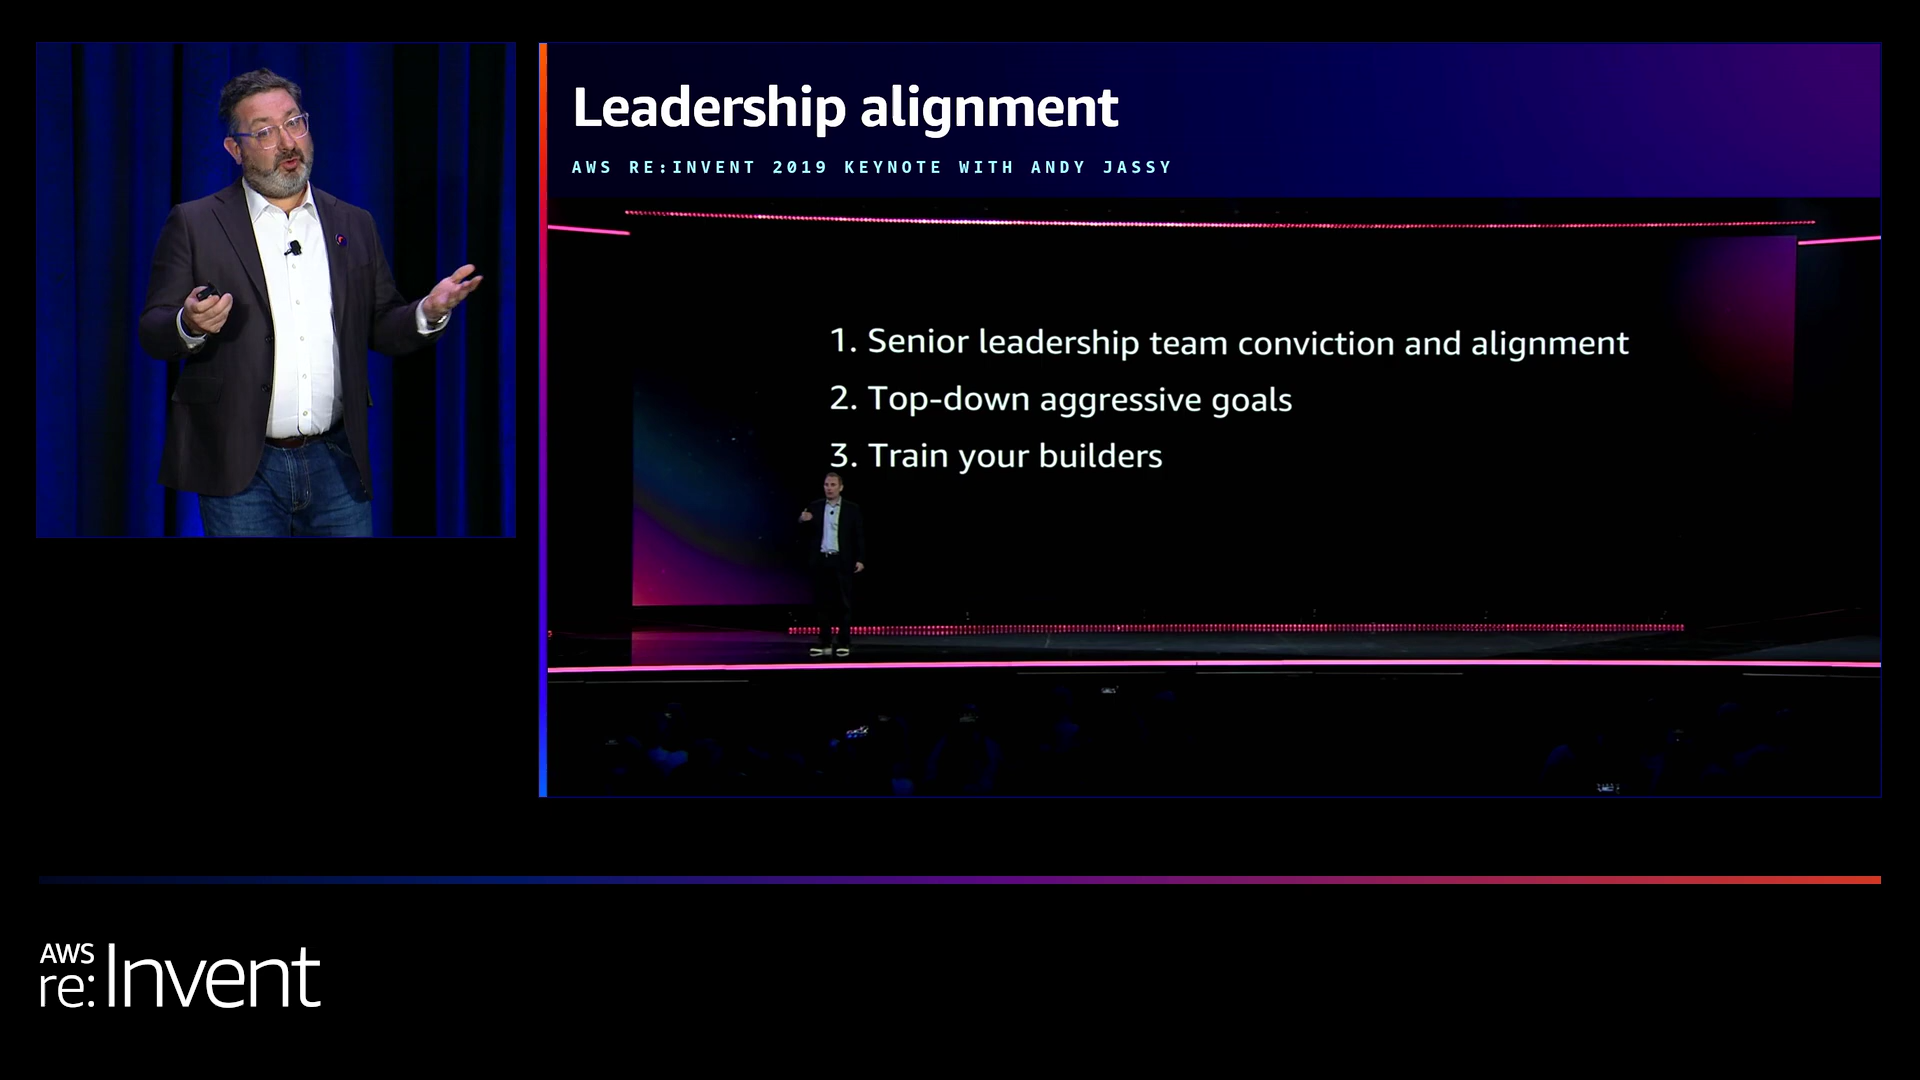 Leadership alignment
AWS RE:INVENT 2019 KEYNOTE WITH ANDY JASSY
1. Senior leadership team conviction and alignment
2. Top-down aggressive goals
3. Train your builders
AWS
re:Invent